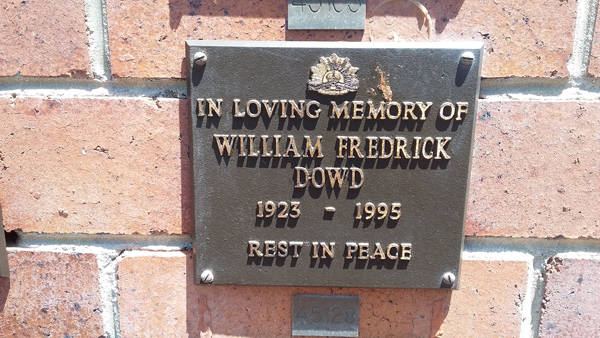 IN LOVING MEMORY OF
WILLIAM FREDRICK
DOWD
1923 - 1995
REST IN PEACE